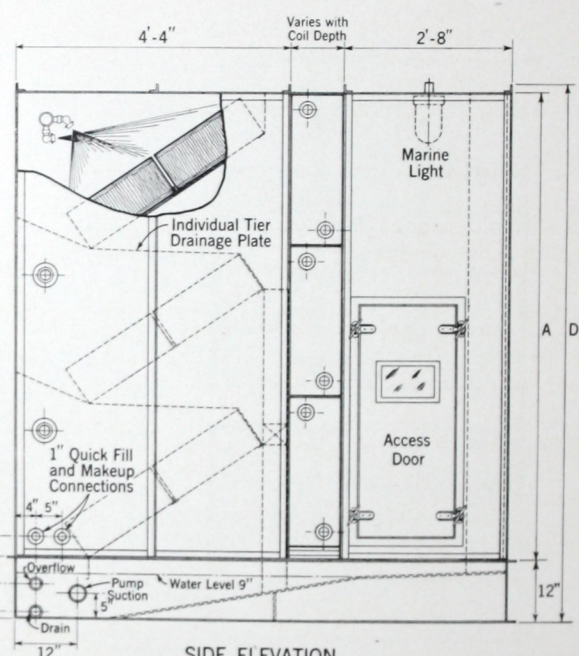 4'-4"
Varies with
Coil Depth
2'-8"
Marine
Light
Individual Tier
Drainage Plate
A
D
1" Quick Fill
and Makeup
Connections
Access
Door
4" 5"
Overflow
Pump
Suction
Water Level 9"
5"
12"
Drain
12"
SIDE ELEVATION